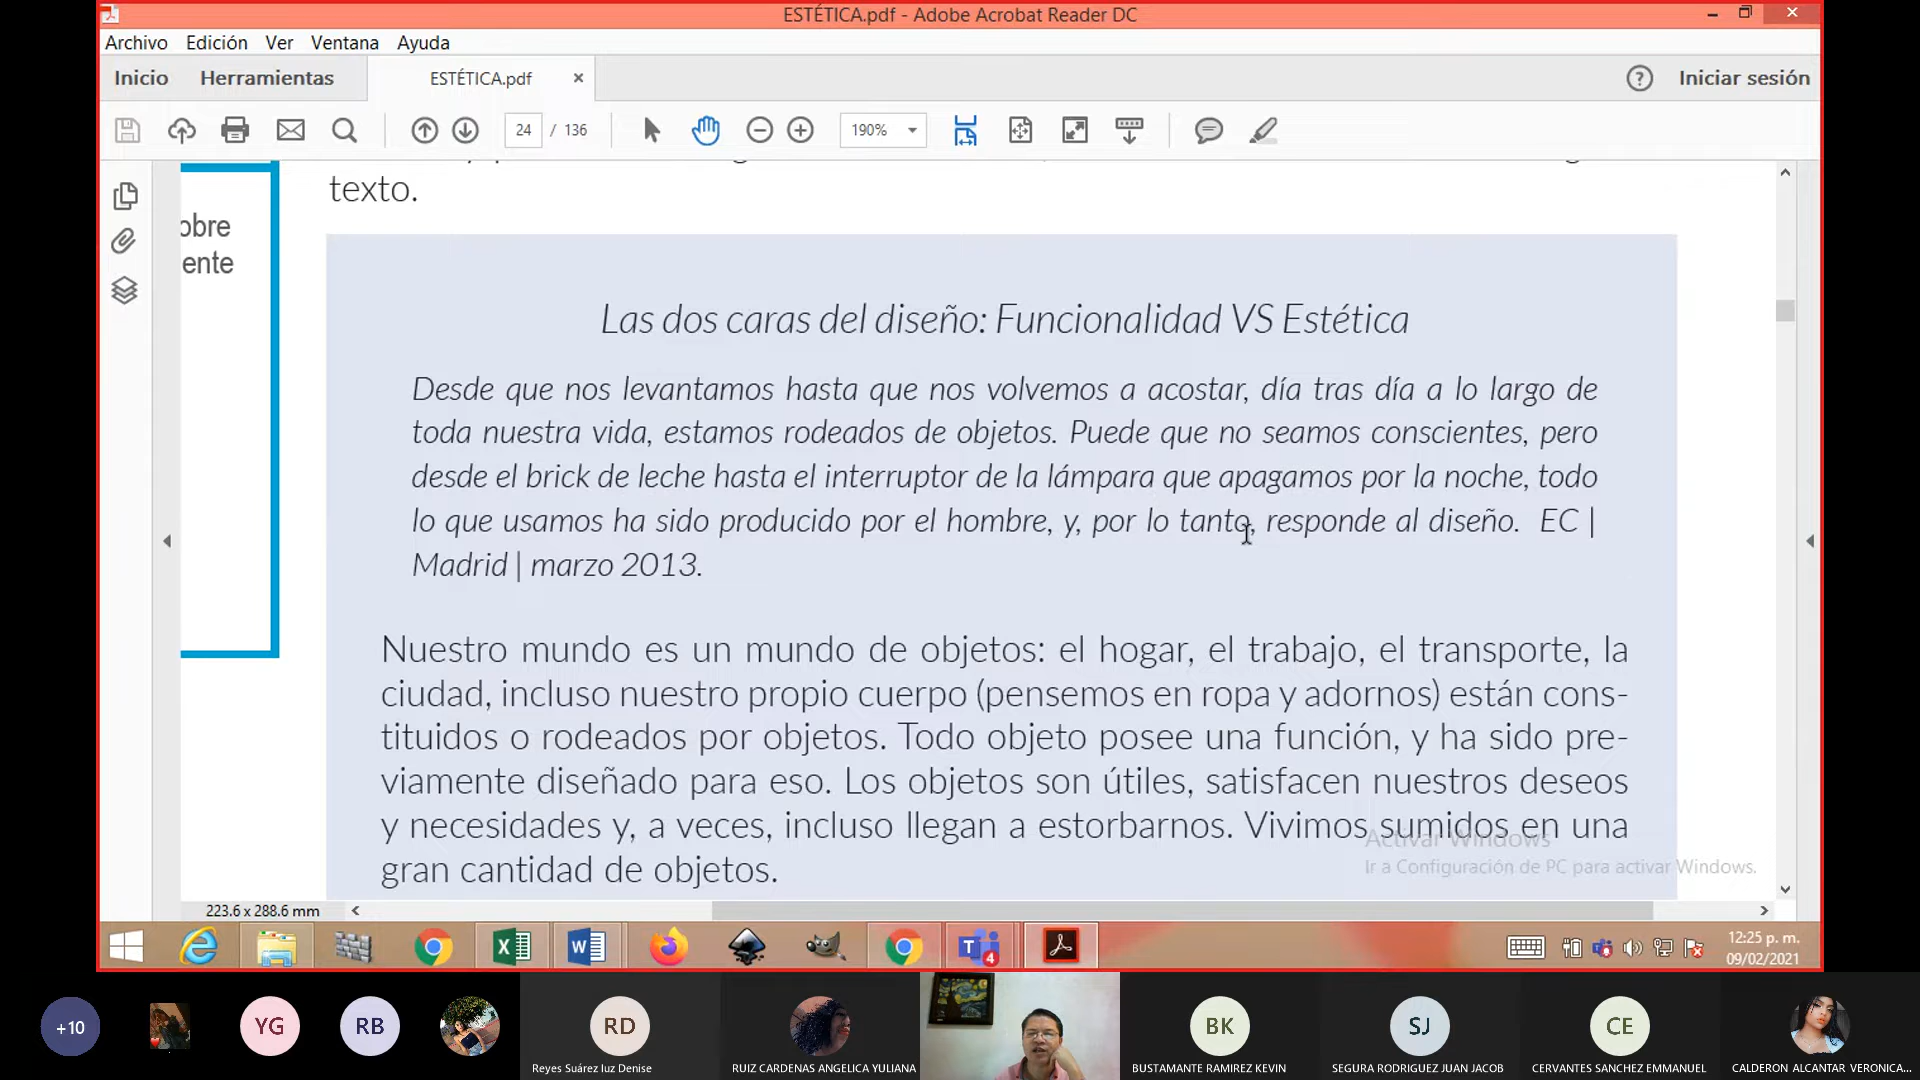 ESTÉTICA.pdf - Adobe Acrobat Reader DC
Archivo Edición Ver Ventana Ayuda
Inicio Herramientas ESTÉTICA.pdf Iniciar sesión
24 / 136 190%
texto.
obre
ente
Las dos caras del diseño: Funcionalidad VS Estética
Desde que nos levantamos hasta que nos volvemos a acostar, día tras día a lo largo de
toda nuestra vida, estamos rodeados de objetos. Puede que no seamos conscientes, pero
desde el brick de leche hasta el interruptor de la lámpara que apagamos por la noche, todo
lo que usamos ha sido producido por el hombre, y, por lo tanto, responde al diseño. EC |
Madrid | marzo 2013.
Nuestro mundo es un mundo de objetos: el hogar, el trabajo, el transporte, la
ciudad, incluso nuestro propio cuerpo (pensemos en ropa y adornos) están cons-
tituidos o rodeados por objetos. Todo objeto posee una función, y ha sido pre-
viamente diseñado para eso. Los objetos son útiles, satisfacen nuestros deseos
y necesidades y, a veces, incluso llegan a estorbarnos. Vivimos sumidos en una
gran cantidad de objetos.
Activar Windows
Ir a Configuración de PC para activar Windows.
223.6 x 288.6 mm
4
12:25 p. m.
09/02/2021
+10 YG RB RD BK SJ CE
Reyes Suárez luz Denise RUIZ CARDENAS ANGELICA YULIANA BUSTAMANTE RAMIREZ KEVIN SEGURA RODRIGUEZ JUAN JACOB CERVANTES SANCHEZ EMMANUEL CALDERON ALCANTAR VERONICA...